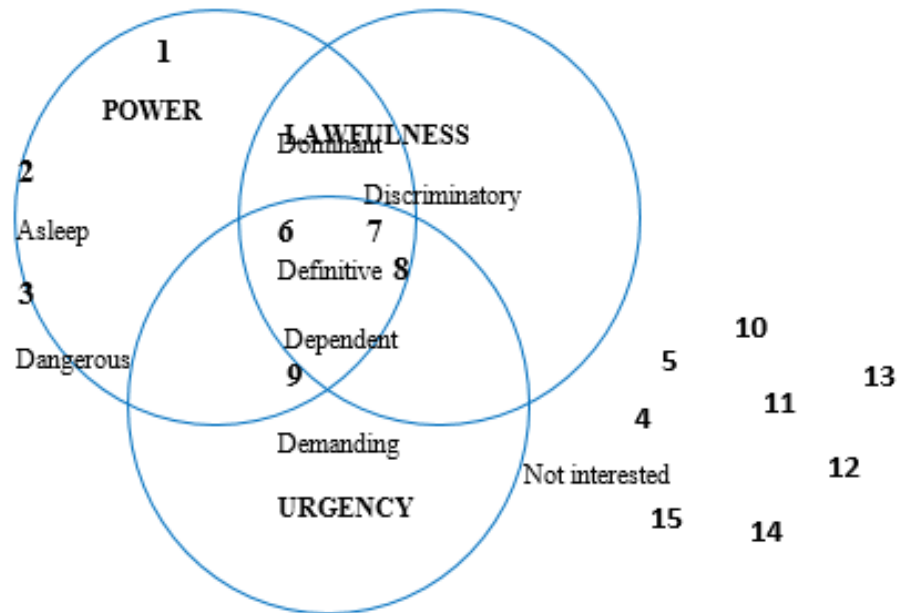 1
POWER
LAWFULNESS
Dominant
2
Discriminatory
Asleep
6 7
Definitive 8
3
10
Dependent
Dangerous
5
9
13
11
4
Demanding
Not interested
12
URGENCY
15
14